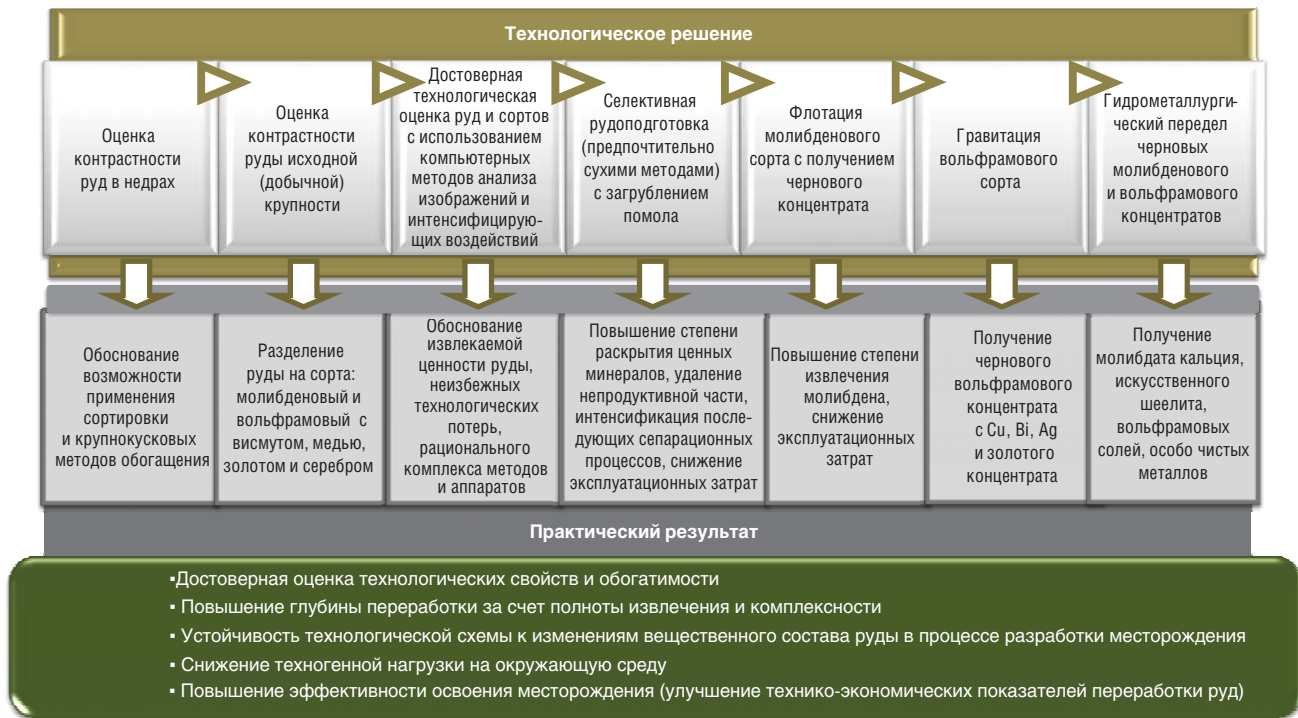 Технологическое решение
Оценка
контрастности
руд в недрах
Оценка
контрастности
руды исходной
(добычной)
крупности
Достоверная
технологическая
оценка руд и сортов
с использованием
компьютерных
методов анализа
изображений и
интенсифицирую-
щих воздействий
Селективная
рудоподготовка
(предпочтительно
сухими методами)
с загрублением
помола
Флотация
молибденового
сорта с получением
чернового
концентрата
Гравитация
вольфрамового
сорта
Гидрометаллурги-
ческий передел
черновых
молибденового
и вольфрамового
концентратов
Обоснование
возможности
применения
сортировки
и крупнокусковых
методов обогащения
Разделение
руды на сорта:
молибденовый и
вольфрамовый с
висмутом, медью,
золотом и серебром
Обоснование
извлекаемой
ценности руды,
неизбежных
технологических
потерь,
рационального
комплекса методов
и аппаратов
Повышение степени
раскрытия ценных
минералов, удаление
непродуктивной части,
интенсификация после-
дующих сепарационных
процессов, снижение
эксплуатационных затрат
Повышение степени
извлечения
молибдена,
снижение
эксплуатационных
затрат
Получение
чернового
вольфрамового
концентрата
с Cu, Bi, Ag
и золотого
концентрата
Получение
молибдата кальция,
искусственного
шеелита,
вольфрамовых
солей, особо чистых
металлов
Практический результат
▪Достоверная оценка технологических свойств и обогатимости
▪ Повышение глубины переработки за счет полноты извлечения и комплексности
▪ Устойчивость технологической схемы к изменениям вещественного состава руды в процессе разработки месторождения
▪ Снижение техногенной нагрузки на окружающую среду
▪ Повышение эффективности освоения месторождения (улучшение технико-экономических показателей переработки руд)